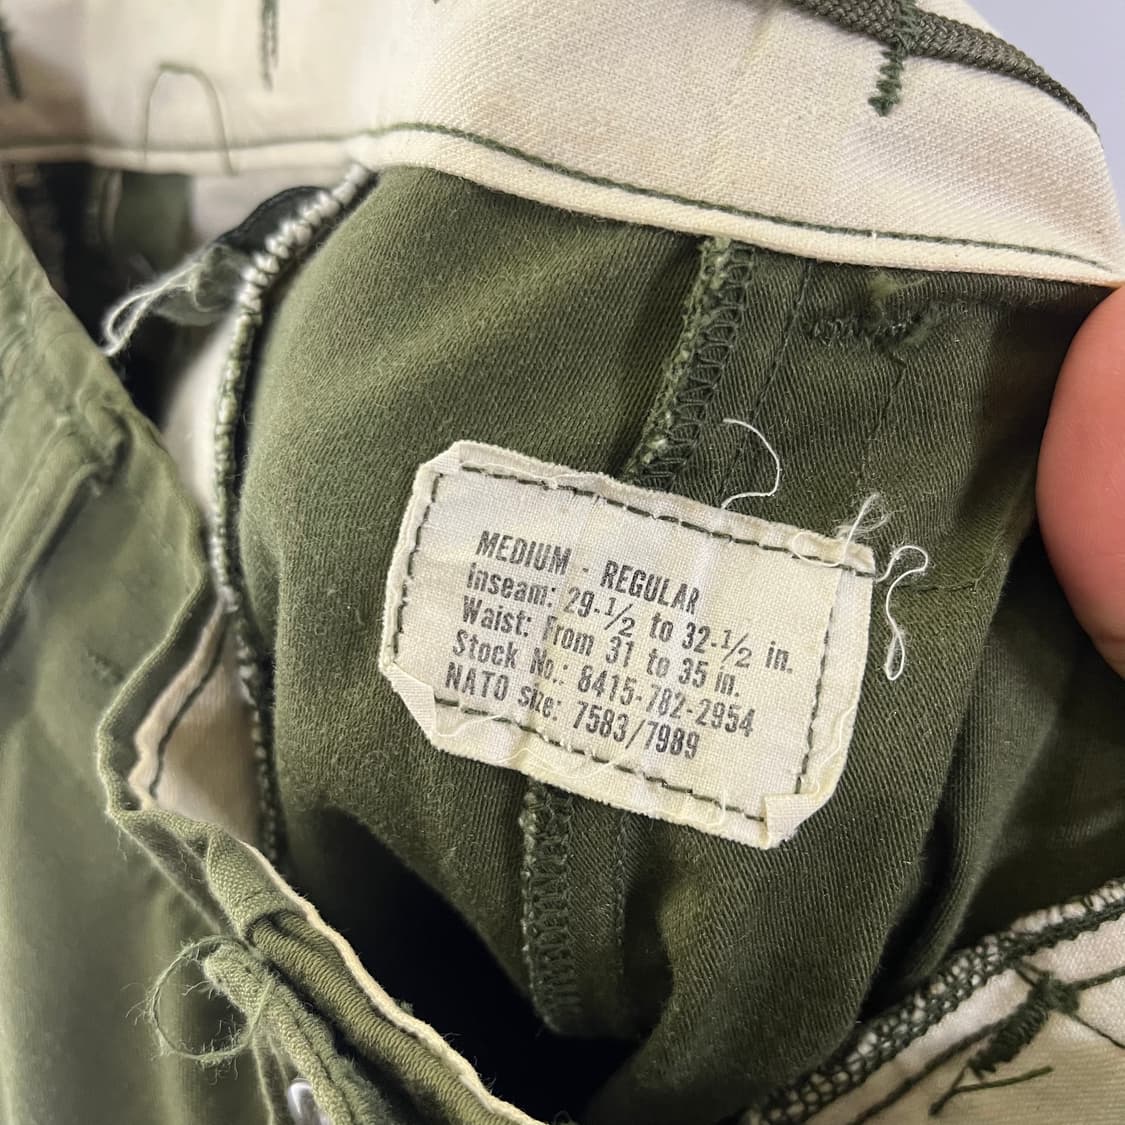 MEDIUM - REGULAR
Inseam: 29-1/2 to 32-1/2 in.
Waist: From 31 to 35 in.
Stock No.: 8415-782-2954
NATO size: 7583/7989